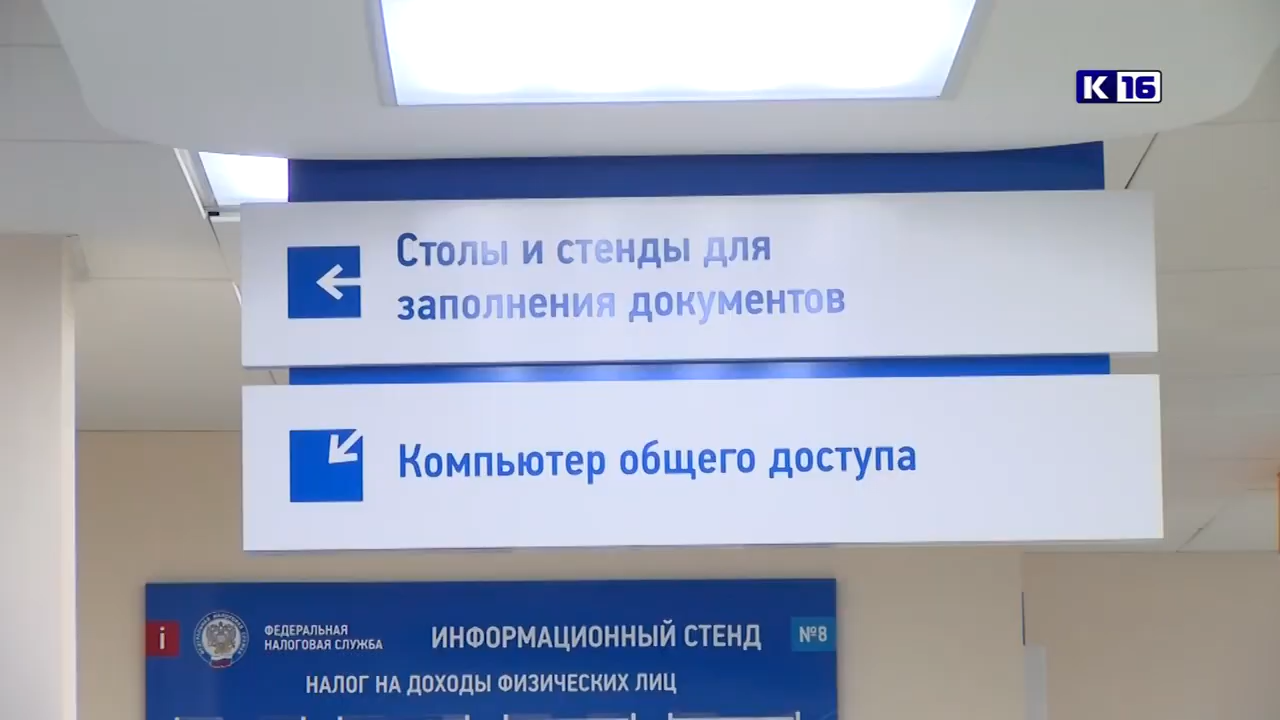 К 16
Столы и стенды для
заполнения документов
Компьютер общего доступа
i
ФЕДЕРАЛЬНАЯ
НАЛОГОВАЯ СЛУЖБА
ИНФОРМАЦИОННЫЙ СТЕНД
№8
НАЛОГ НА ДОХОДЫ ФИЗИЧЕСКИХ ЛИЦ